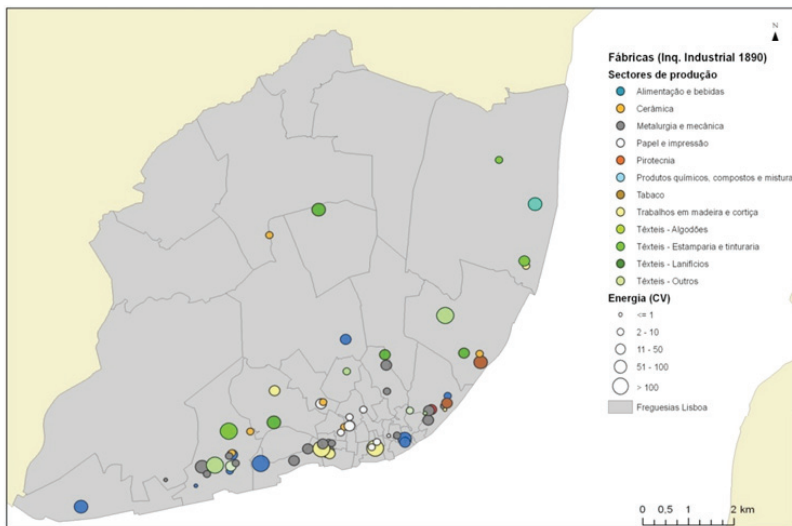 N
Fábricas (Inq. Industrial 1890)
Sectores de produção
Alimentação e bebidas
Cerâmica
Metalurgia e mecânica
Papel e impressão
Pirotecnia
Produtos químicos, compostos e mistura
Tabaco
Trabalhos em madeira e cortiça
Têxteis - Algodões
Têxteis - Estamparia e tinturaria
Têxteis - Lanifícios
Têxteis - Outros
Energia (CV)
<= 1
2 - 10
11 - 50
51 - 100
> 100
Freguesias Lisboa
0 0,5 1 2 km